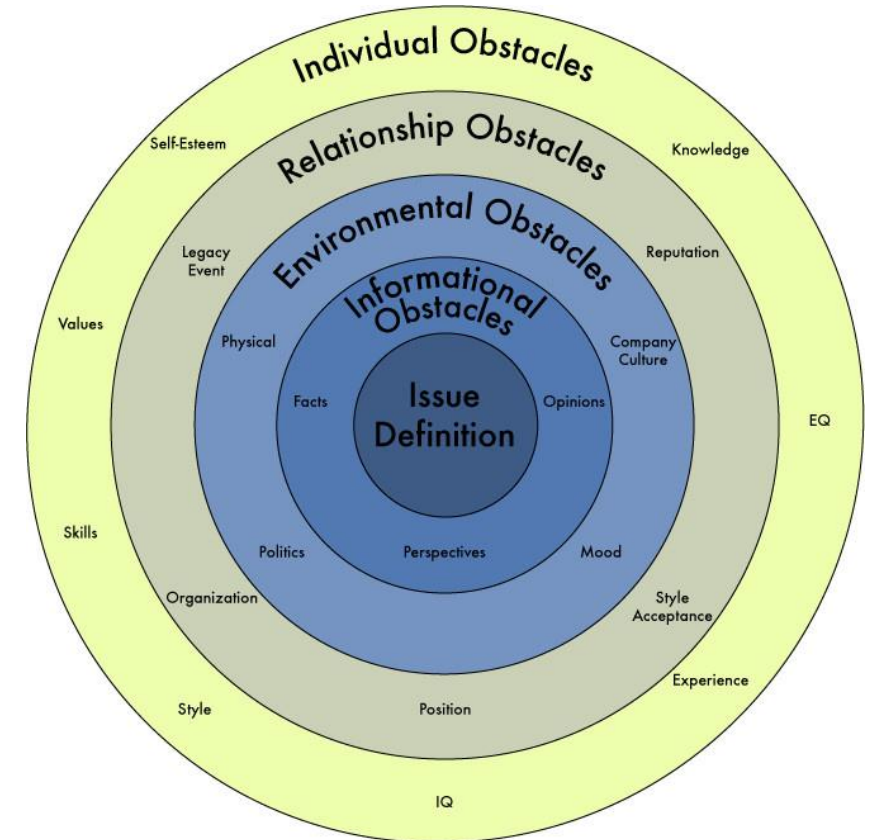 Individual Obstacles
Self-Esteem
Knowledge
Values
EQ
Skills
Experience
Style
IQ
Relationship Obstacles
Legacy
Event
Reputation
Organization
Style
Acceptance
Position
Environmental Obstacles
Physical
Company
Culture
Politics
Mood
Informational
Obstacles
Facts
Opinions
Perspectives
Issue
Definition